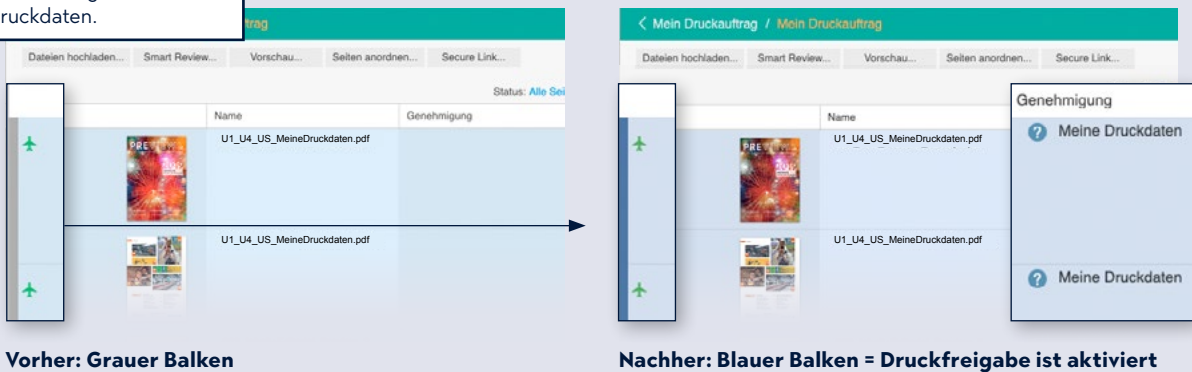 ruckdaten.
trag
Dateien hochladen... Smart Review... Vorschau... Seiten anordnen... Secure Link...
Status: Alle Sei
Name Genehmigung
U1_U4_US_MeineDruckdaten.pdf
PREVIEW
U1_U4_US_MeineDruckdaten.pdf
Vorher: Grauer Balken
< Mein Druckauftrag / Mein Druckauftrag
Dateien hochladen... Smart Review... Vorschau... Seiten anordnen... Secure Link...
Name
Genehmigung
U1_U4_US_MeineDruckdaten.pdf
? Meine Druckdaten
U1_U4_US_MeineDruckdaten.pdf
? Meine Druckdaten
Nachher: Blauer Balken = Druckfreigabe ist aktiviert